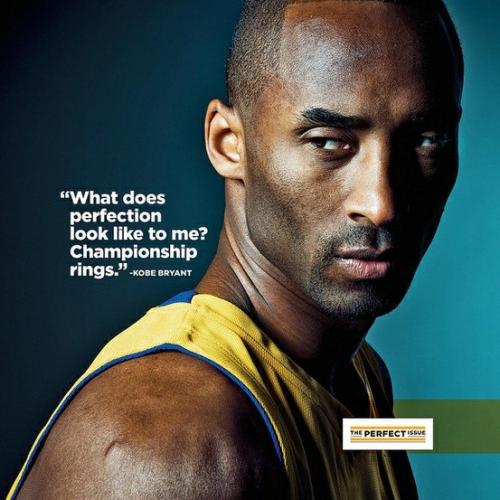 “What does
perfection
look like to me?
Championship
rings.” -KOBE BRYANT
THE PERFECT ISSUE